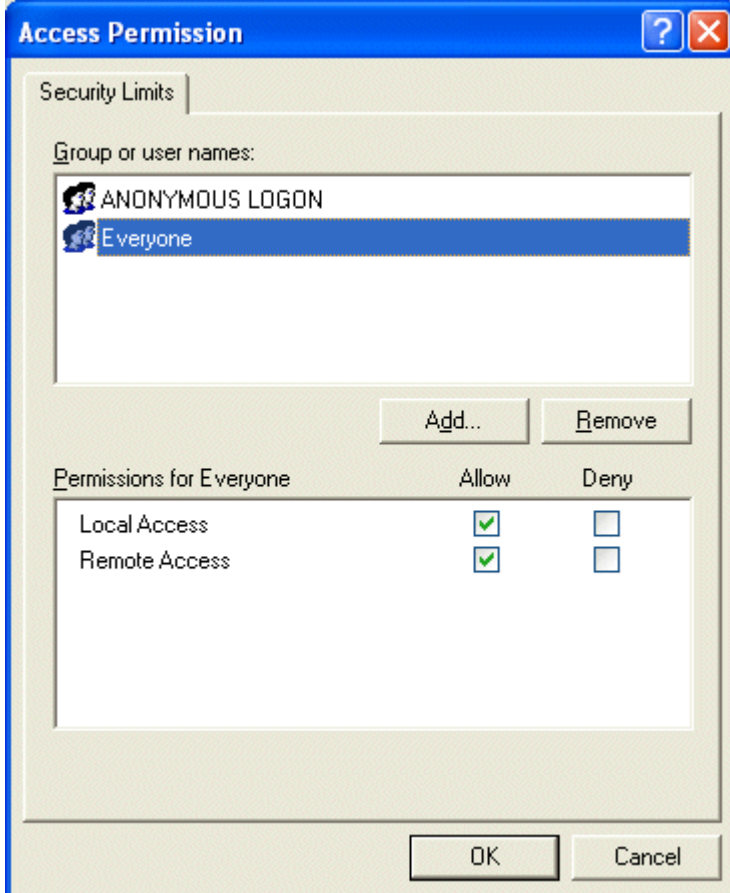 Access Permission
Security Limits
Group or user names:
ANONYMOUS LOGON
Everyone
Add... Remove
Permissions for Everyone Allow Deny
Local Access
Remote Access
OK Cancel